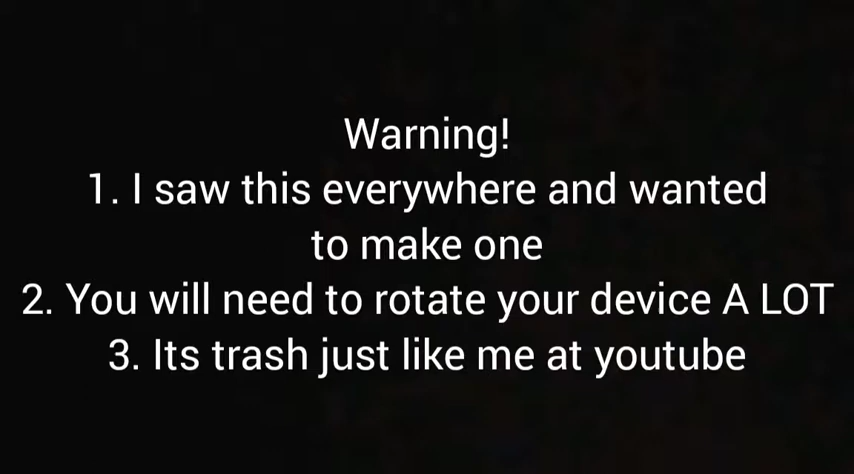 Warning!
1. I saw this everywhere and wanted
to make one
2. You will need to rotate your device A LOT
3. Its trash just like me at youtube